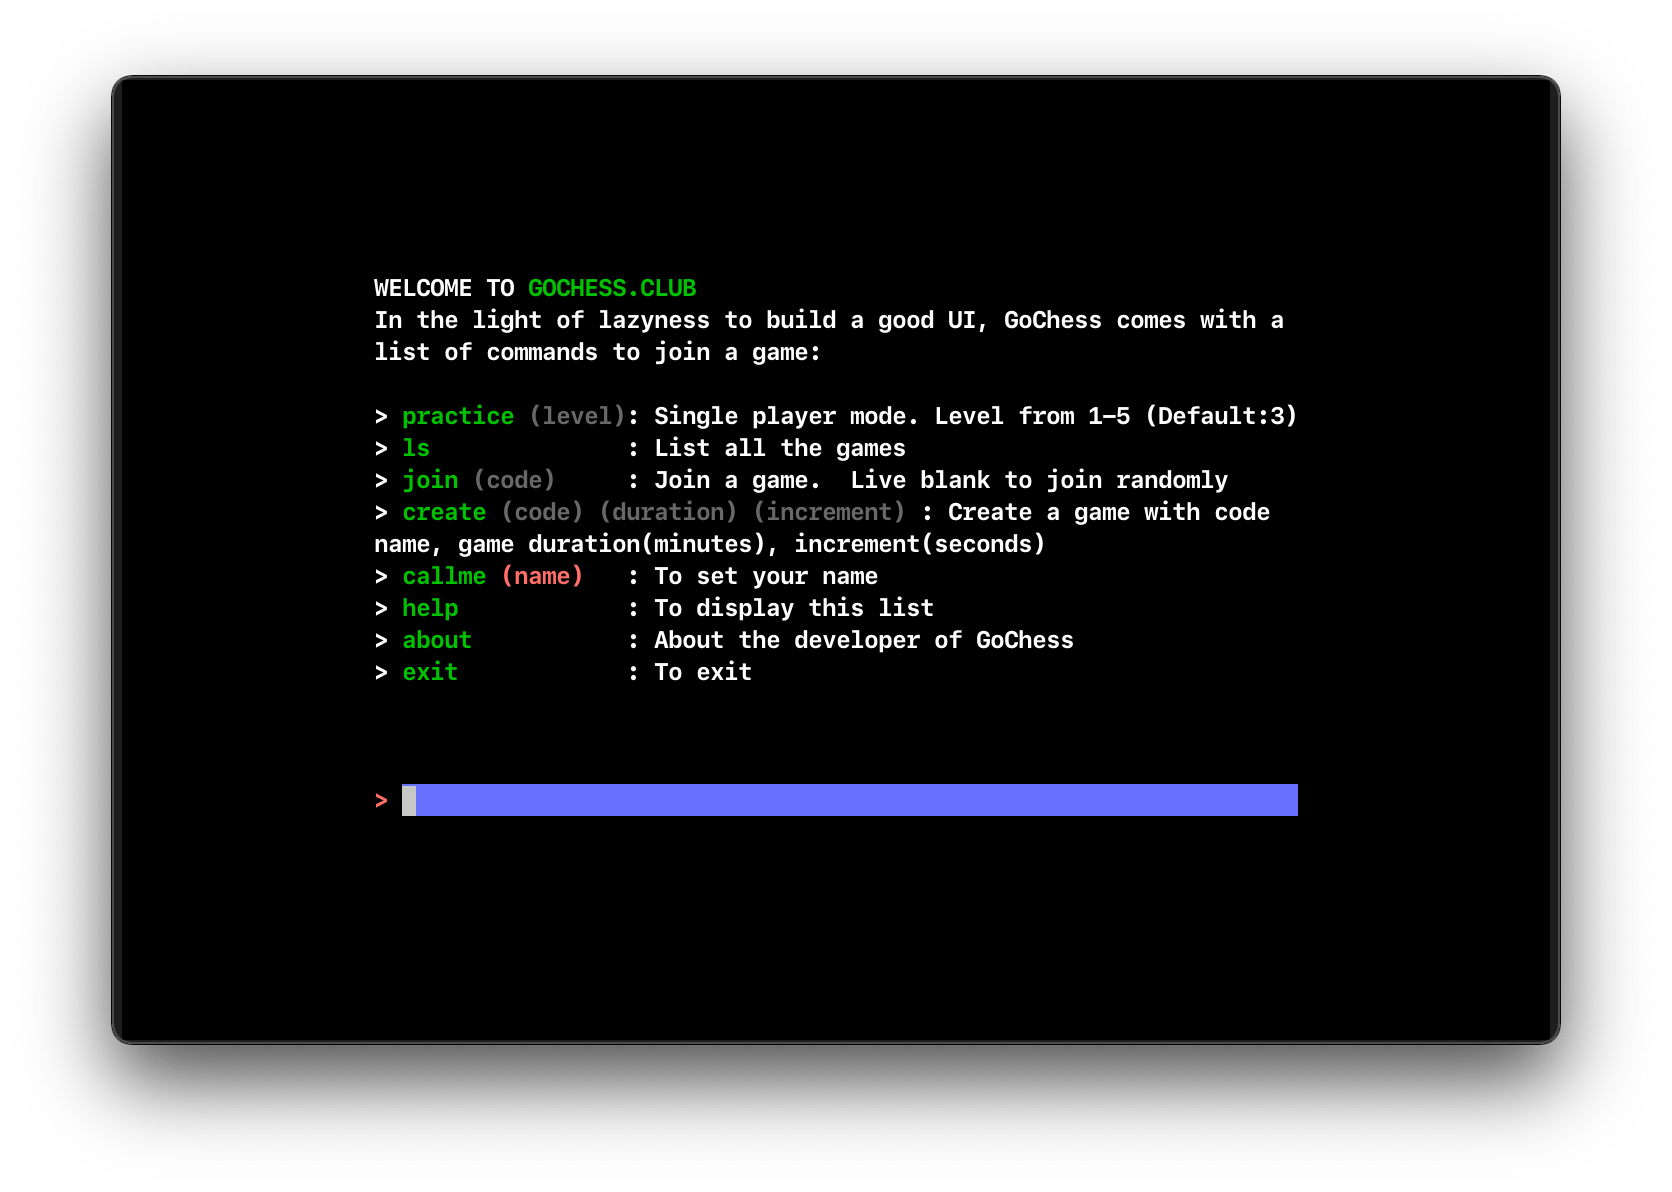 WELCOME TO GOCHESS.CLUB
In the light of lazyness to build a good UI, GoChess comes with a
list of commands to join a game:
> practice (level): Single player mode. Level from 1-5 (Default:3)
> ls : List all the games
> join (code) : Join a game.  Live blank to join randomly
> create (code) (duration) (increment) : Create a game with code
name, game duration(minutes), increment(seconds)
> callme (name) : To set your name
> help : To display this list
> about : About the developer of GoChess
> exit : To exit
>